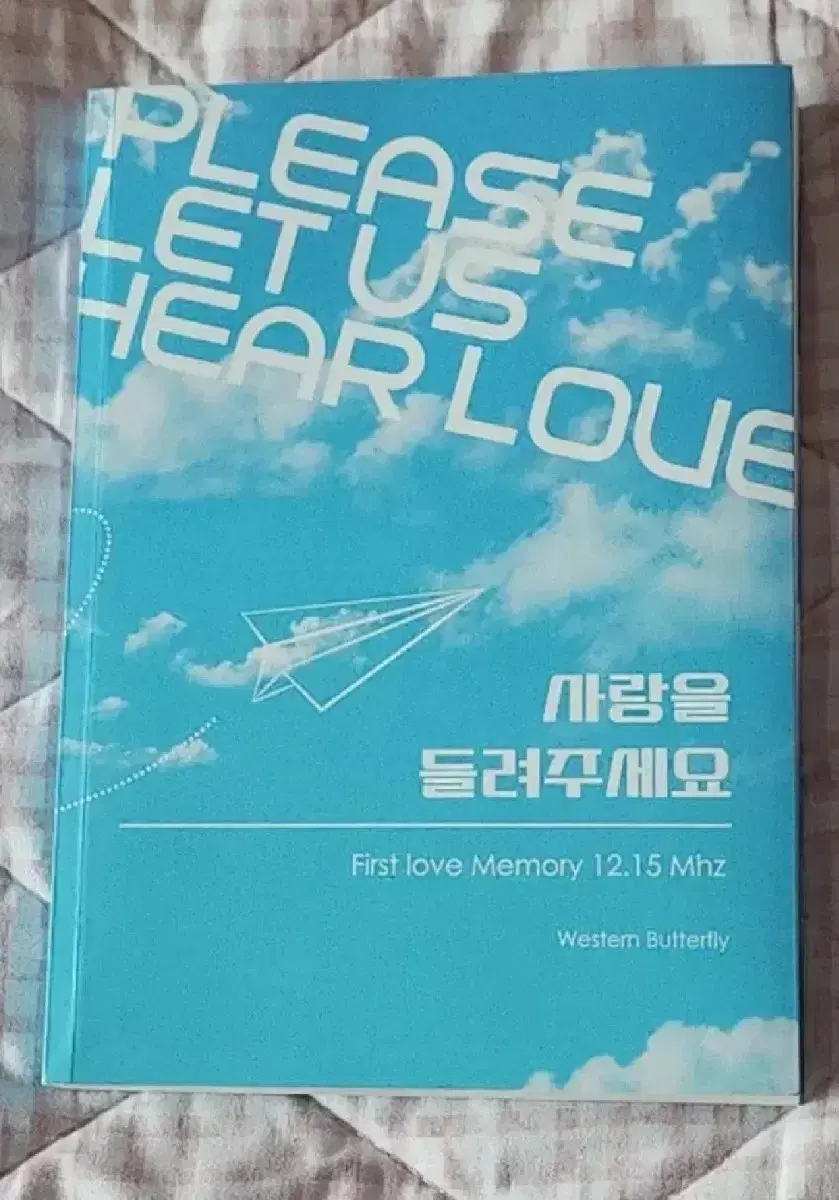 PLEASE
LET US
HEAR LOVE
사랑을
들려주세요
First love Memory 12.15 Mhz
Western Butterfly